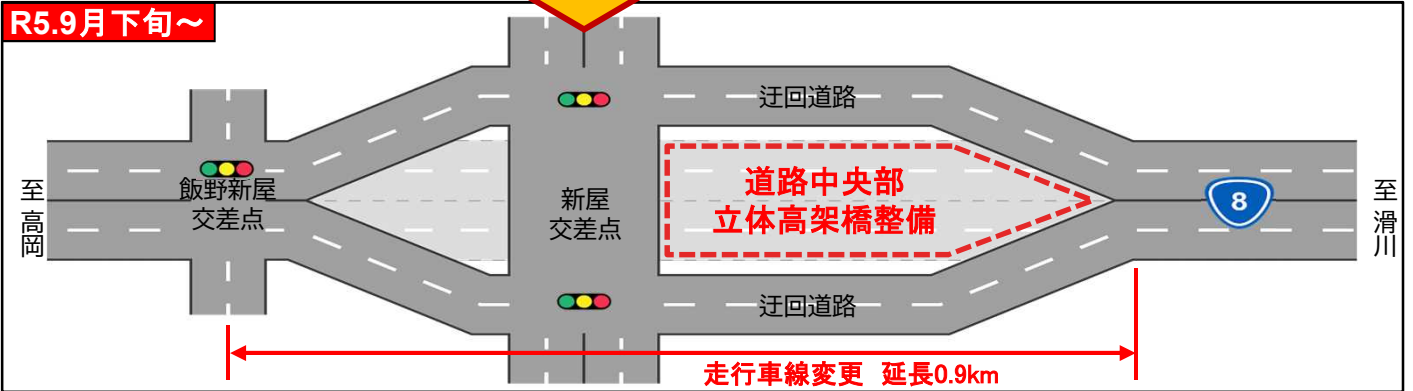 R5.9月下旬～
迂回道路
至高岡
飯野新屋
交差点
新屋
交差点
道路中央部
立体高架橋整備
8
至滑川
迂回道路
走行車線変更 延長0.9km